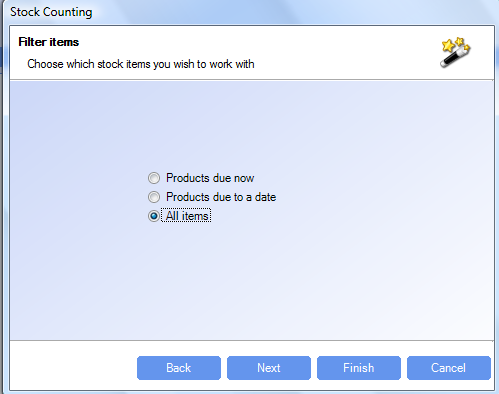 Stock Counting
Filter items
Choose which stock items you wish to work with
Products due now
Products due to a date
All items
Back Next Finish Cancel